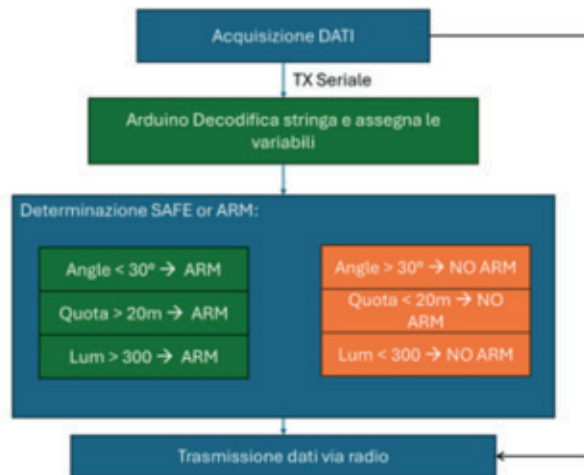 Acquisizione DATI
TX Seriale
Arduino Decodifica stringa e assegna le
variabili
Determinazione SAFE or ARM:
Angle < 30° → ARM
Quota > 20m → ARM
Lum > 300 → ARM
Angle > 30° → NO ARM
Quota < 20m → NO
ARM
Lum < 300 → NO ARM
Trasmissione dati via radio